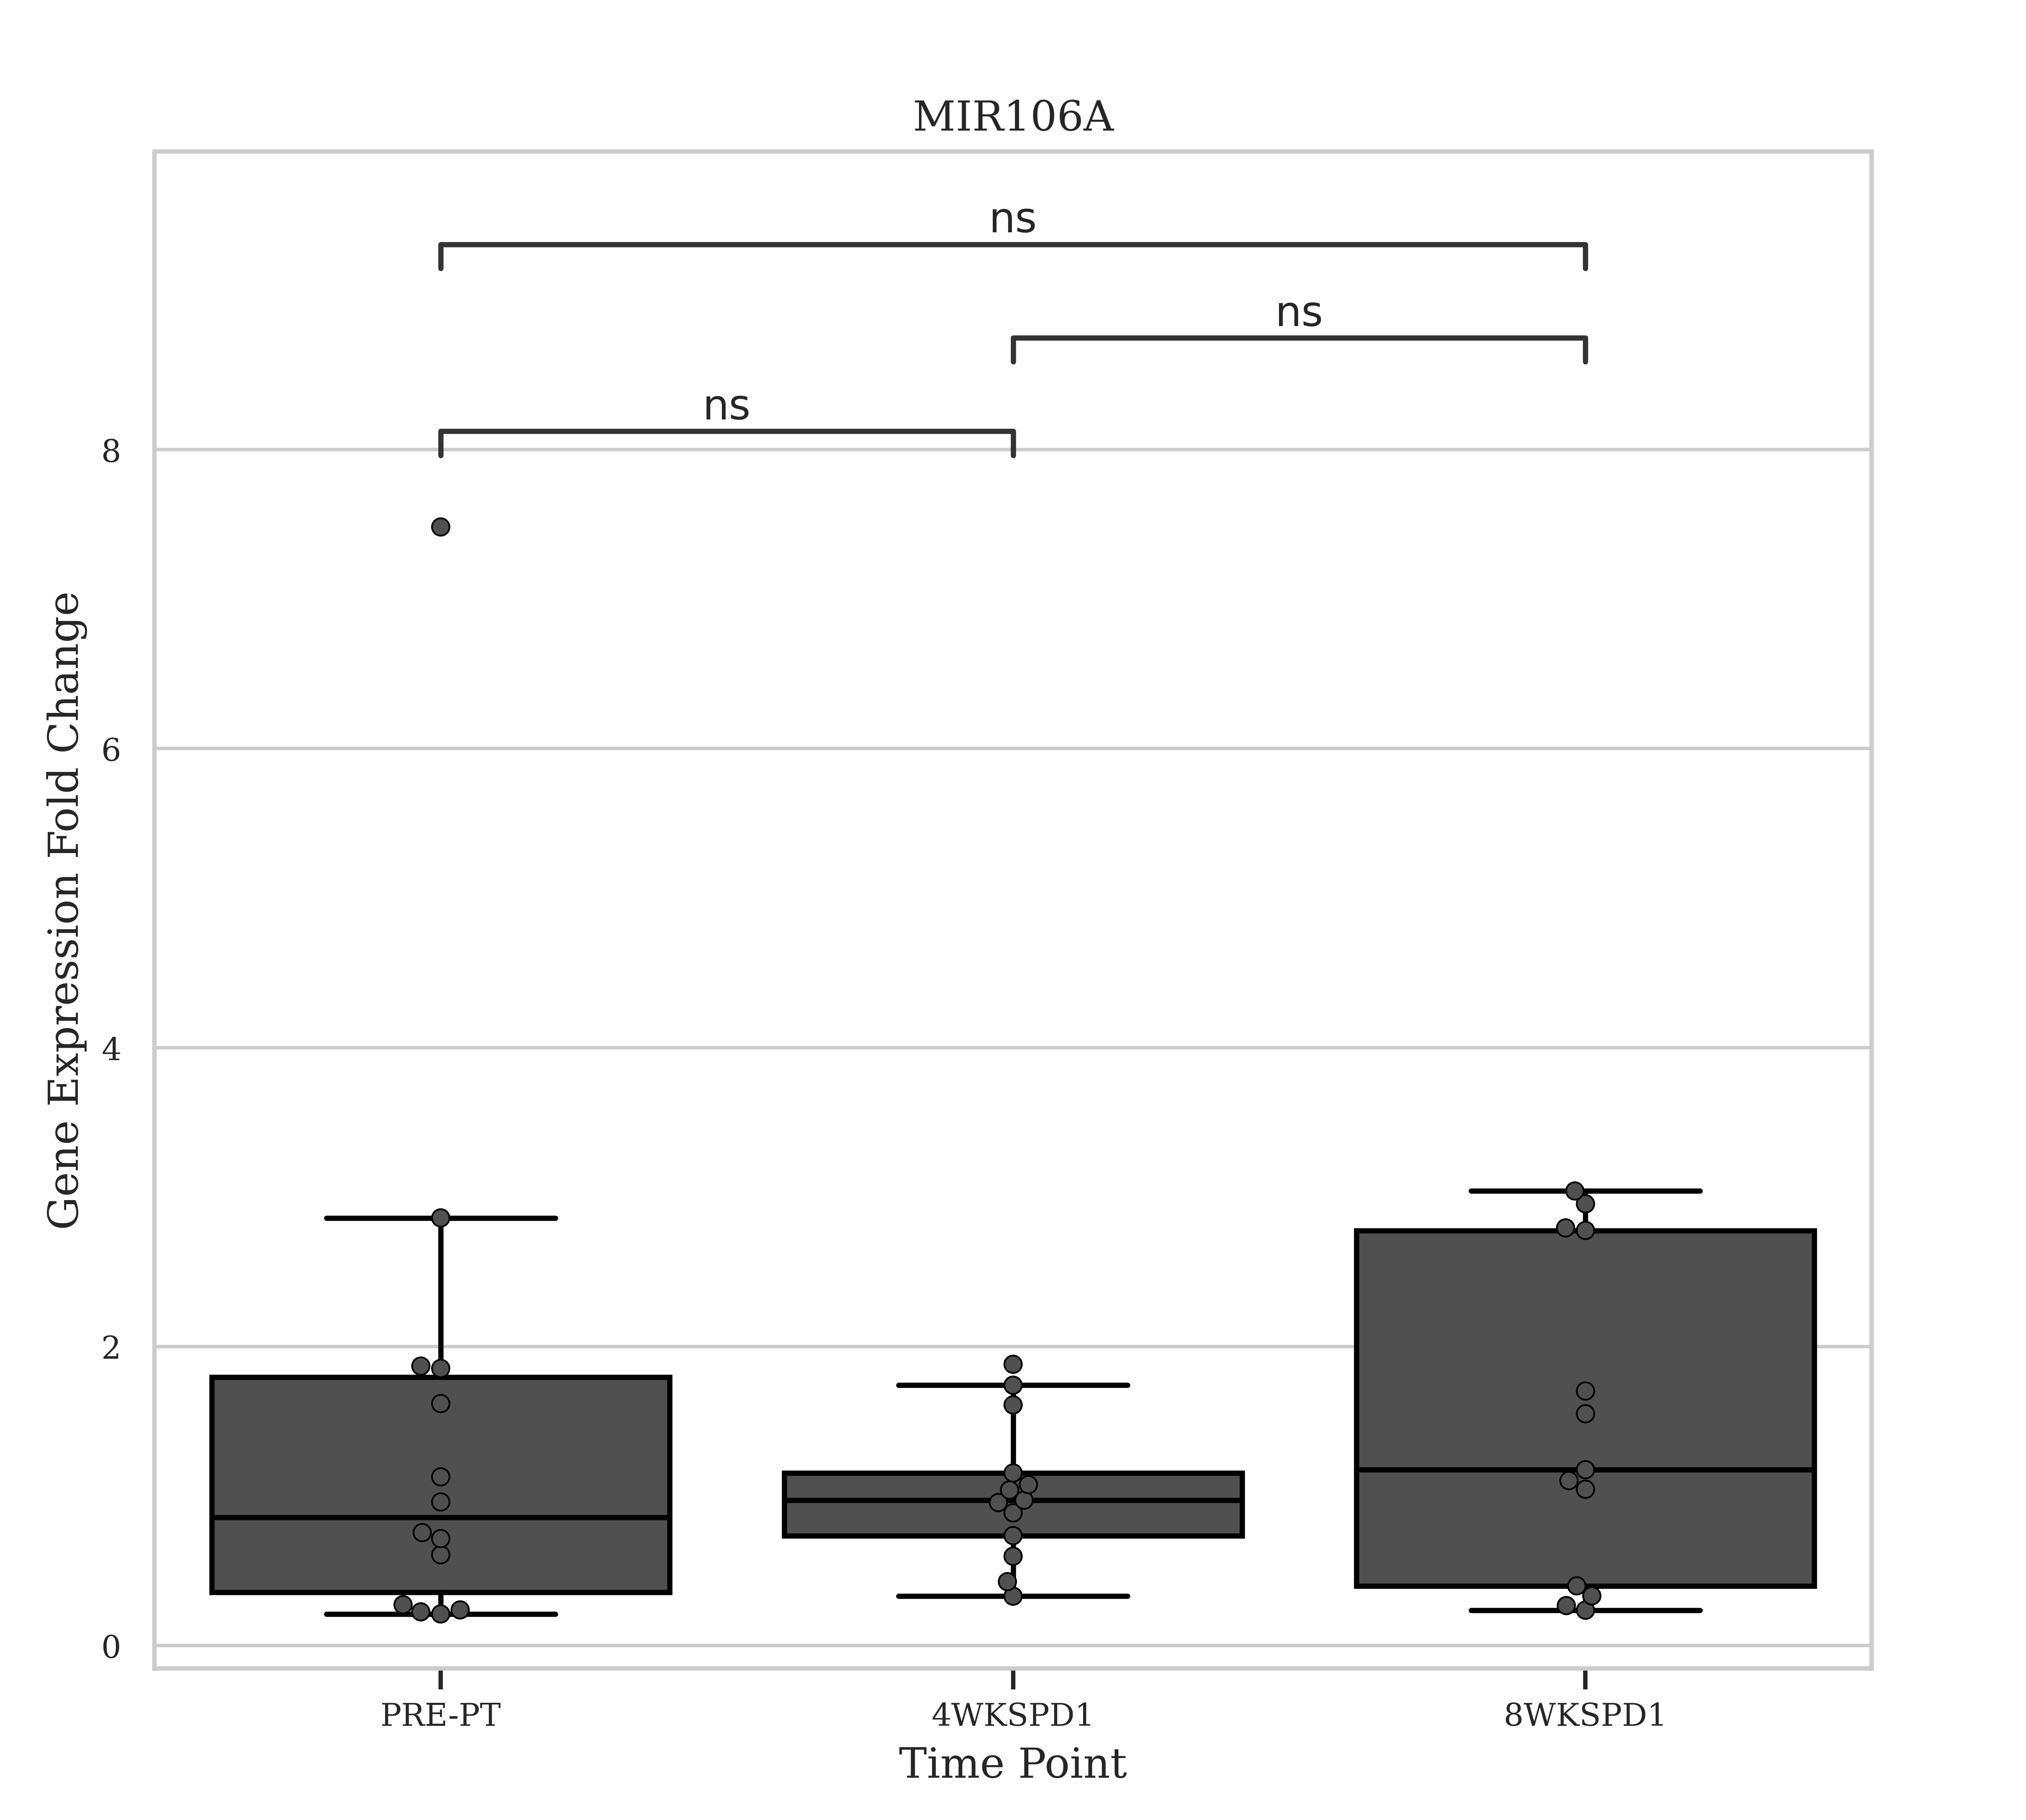 MIR106A
ns
ns
ns
8
6
4
2
0
Gene Expression Fold Change
PRE-PT
4WKSPD1
8WKSPD1
Time Point